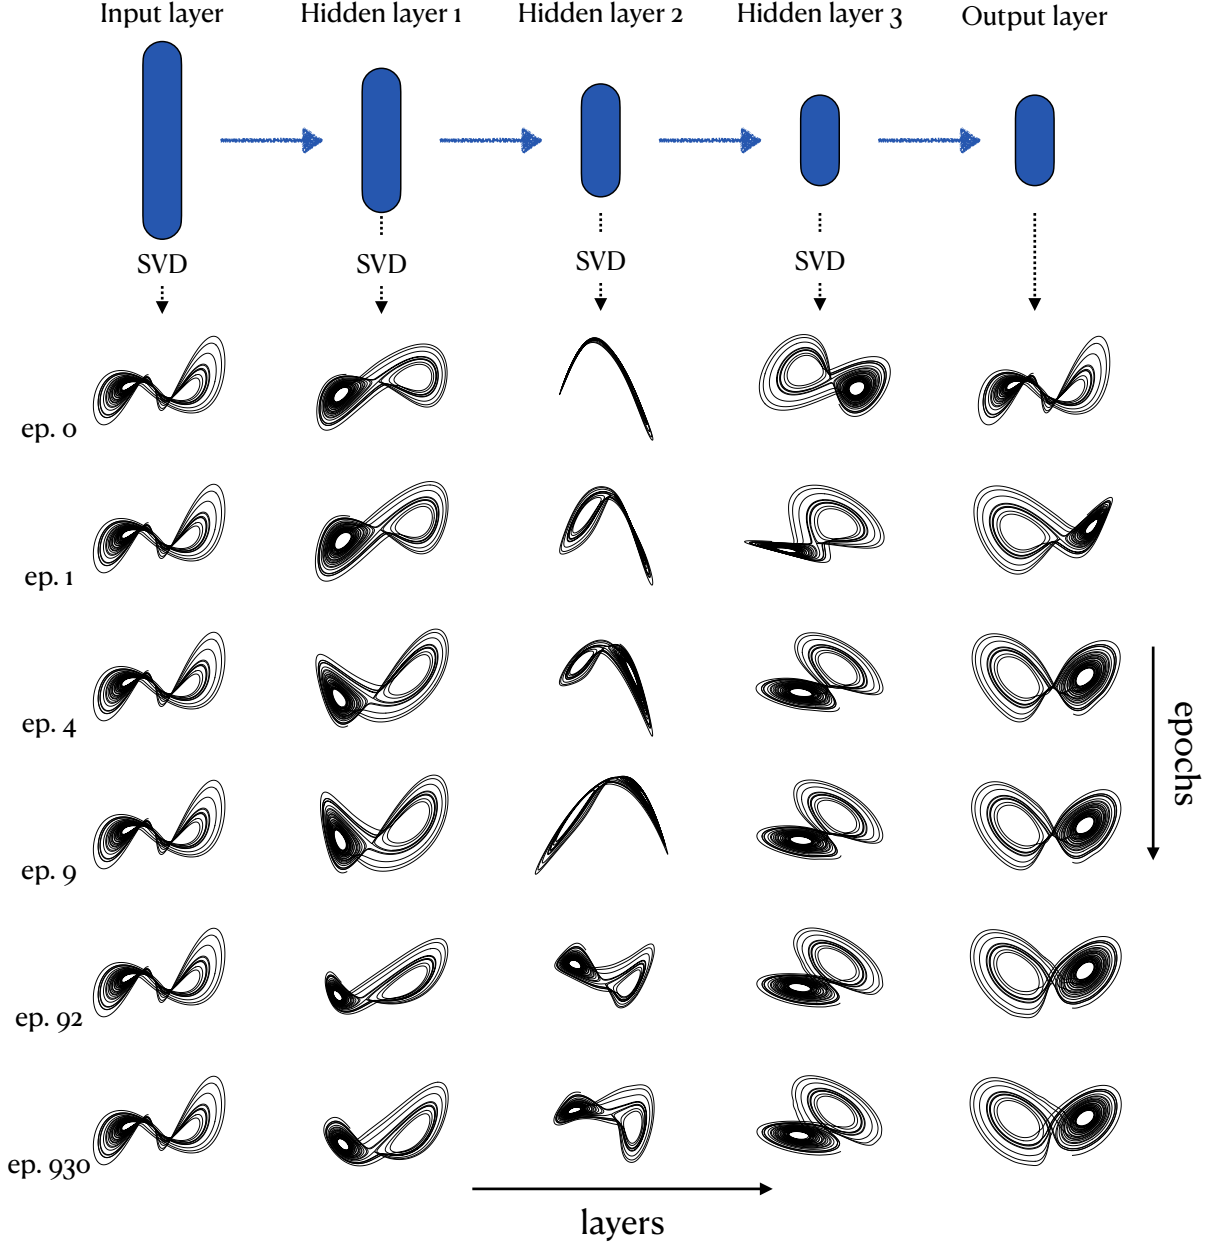 Input layer
Hidden layer 1
Hidden layer 2
Hidden layer 3
Output layer
SVD
SVD
SVD
SVD
ep. 0
ep. 1
ep. 4
ep. 9
ep. 92
ep. 930
epochs
layers